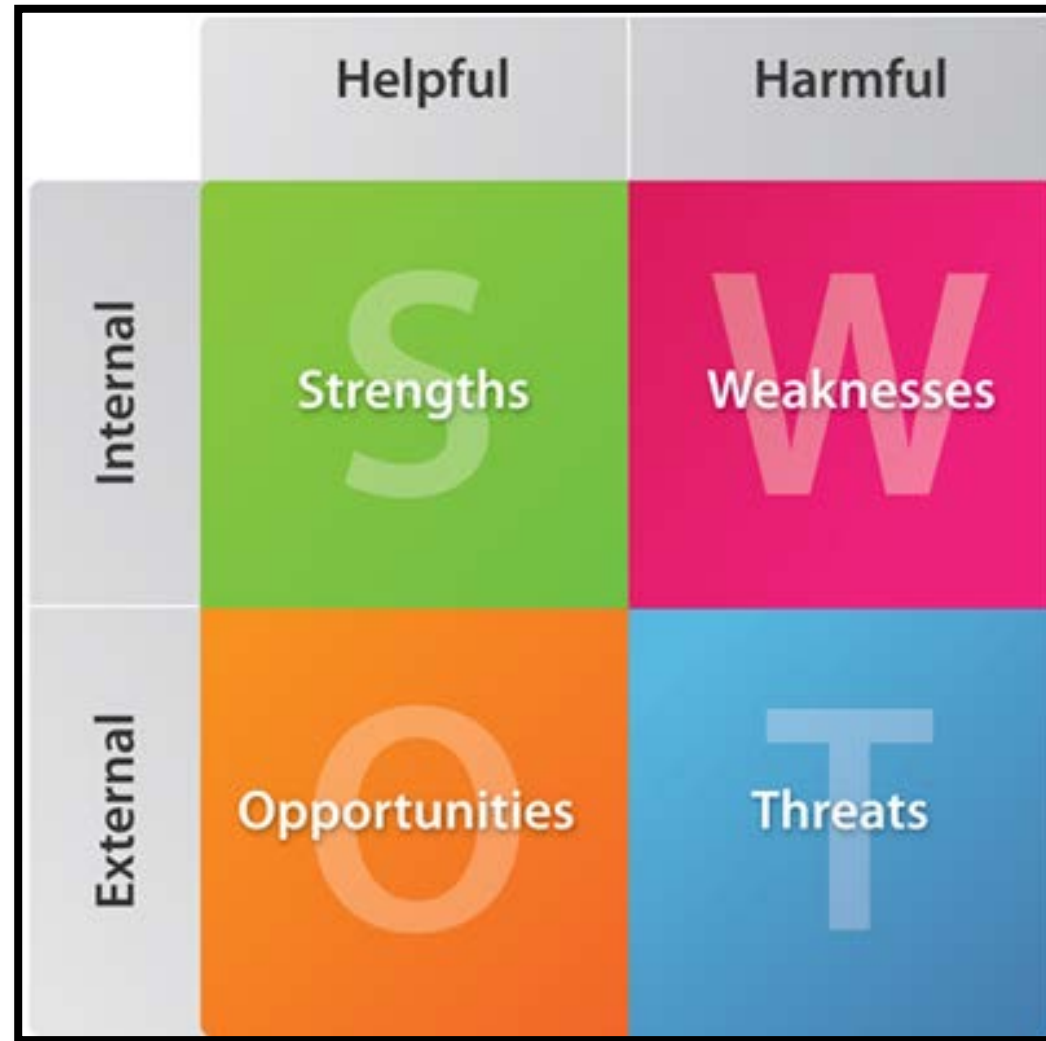 Helpful Harmful
Internal
S
Strengths
W
Weaknesses
External
O
Opportunities
T
Threats